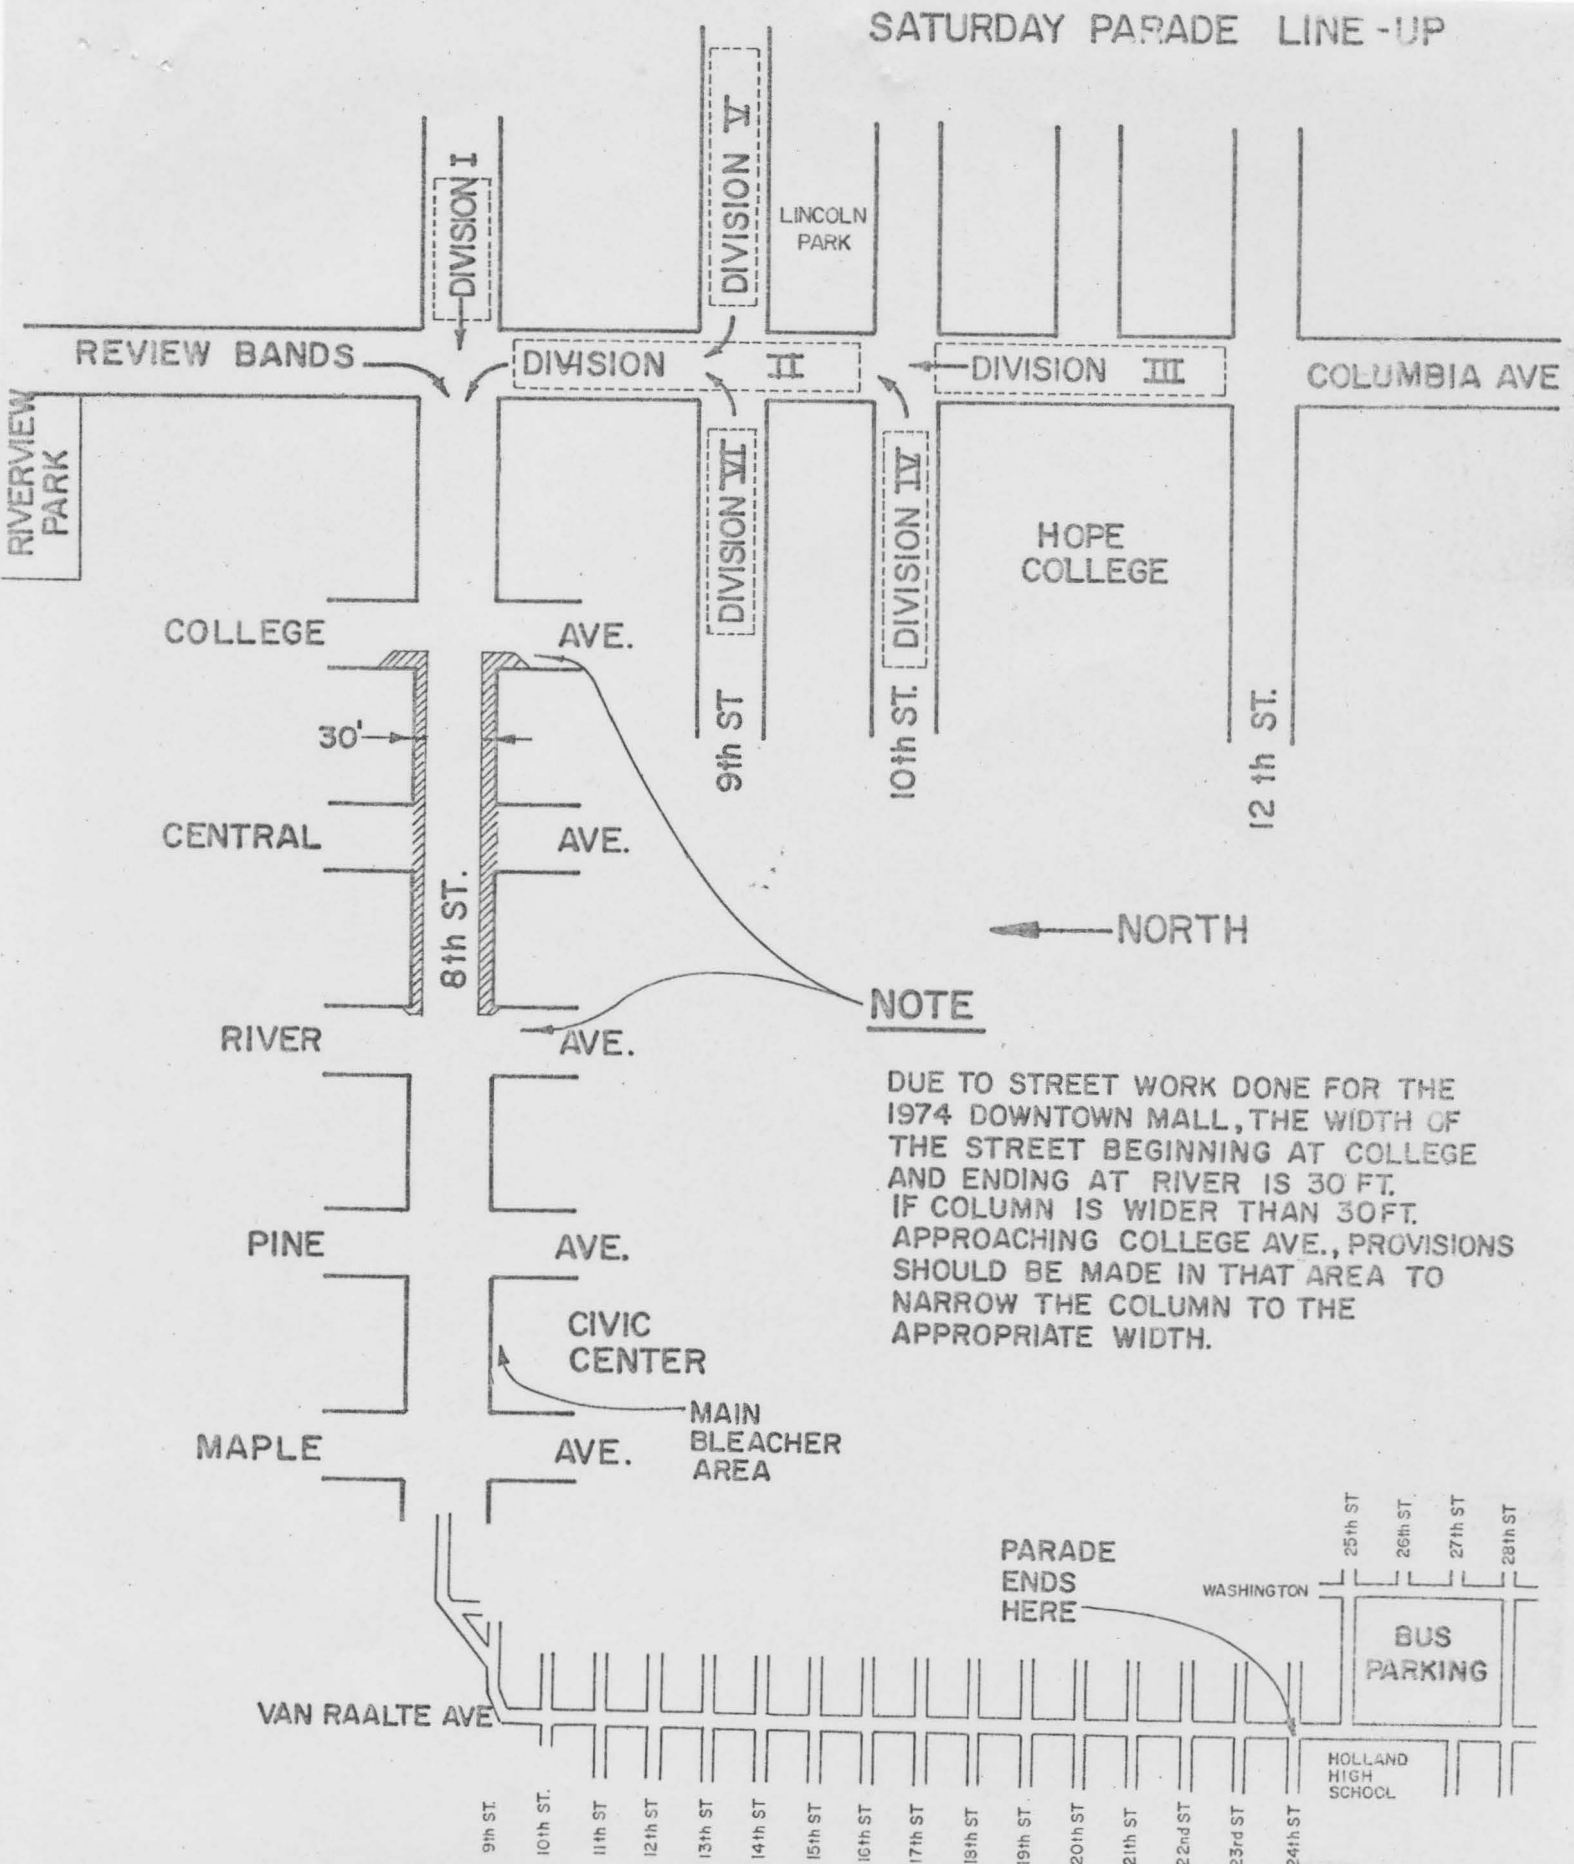 SATURDAY PARADE LINE-UP
DIVISION I
DIVISION V
LINCOLN
PARK
REVIEW BANDS
DIVISION II
DIVISION III
COLUMBIA AVE
RIVERVIEW
PARK
DIVISION VI
DIVISION IV
HOPE
COLLEGE
COLLEGE AVE.
9th ST
10th ST.
12 th ST.
30'
CENTRAL AVE.
8th ST.
NORTH
NOTE
RIVER AVE.
DUE TO STREET WORK DONE FOR THE
1974 DOWNTOWN MALL, THE WIDTH OF
THE STREET BEGINNING AT COLLEGE
AND ENDING AT RIVER IS 30 FT.
IF COLUMN IS WIDER THAN 30FT.
APPROACHING COLLEGE AVE., PROVISIONS
SHOULD BE MADE IN THAT AREA TO
NARROW THE COLUMN TO THE
APPROPRIATE WIDTH.
PINE AVE.
CIVIC
CENTER
MAIN
BLEACHER
AREA
MAPLE AVE.
PARADE
ENDS
HERE
25th ST
26th ST.
27th ST
28th ST
WASHINGTON
BUS
PARKING
VAN RAALTE AVE
HOLLAND
HIGH
SCHOOL
9th ST.
10th ST.
11th ST
12th ST
13th ST
14th ST
15th ST
16th ST
17th ST
18th ST
19th ST.
20th ST
21th ST
22nd ST
23rd ST
24th ST